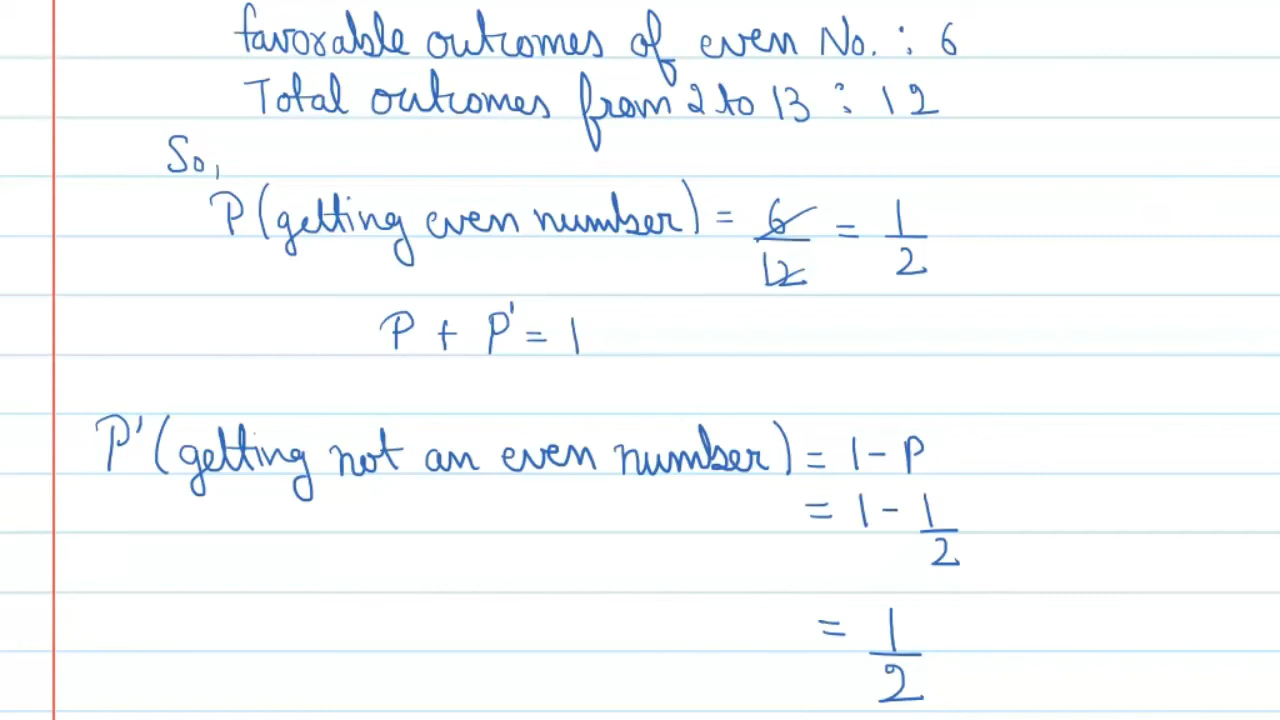 favorable outcomes of even No. : 6
Total outcomes from 2 to 13 : 12
So,
P(getting even number) = 6/12 = 1/2
P + P' = 1
P'(getting not an even number) = 1 - P
= 1 - 1/2
= 1/2